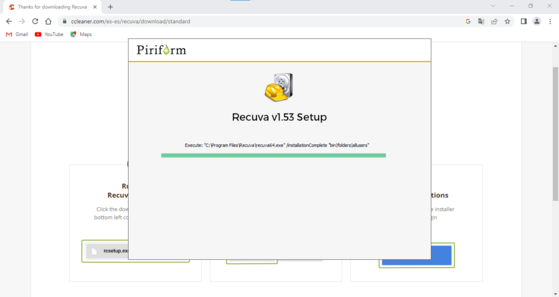 Thanks for downloading Recuva
ccleaner.com/es-es/recuva/download/standard
Gmail
YouTube
Maps
Piriform
Recuva v1.53 Setup
Execute: "C:\Program Files\Recuva\recuva64.exe" /InstallationComplete "bin|folders|allusers"
Recuv
tions
Click the dow
e installer
bottom left co
rcsetup.ex